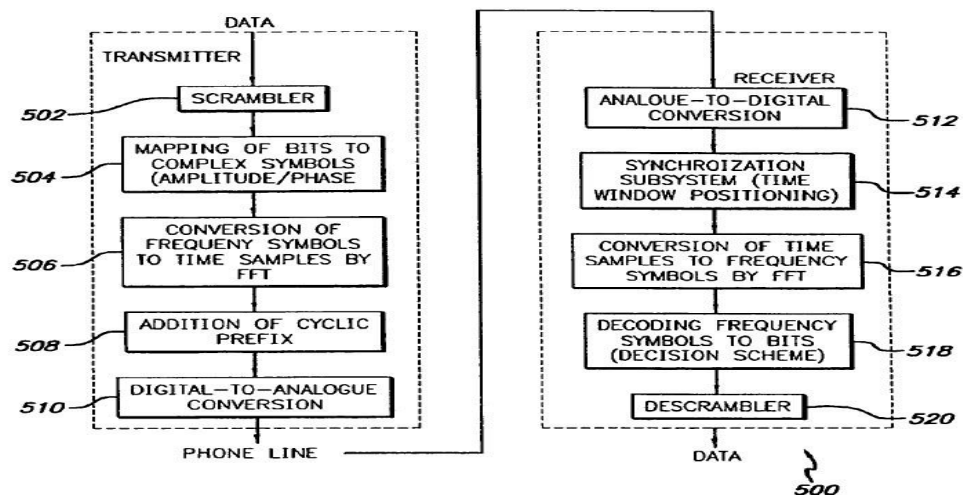 DATA
TRANSMITTER
SCRAMBLER
502
MAPPING OF BITS TO
COMPLEX SYMBOLS
(AMPLITUDE/PHASE
504
CONVERSION OF
FREQUENY SYMBOLS
TO TIME SAMPLES BY
FFT
506
ADDITION OF CYCLIC
PREFIX
508
DIGITAL-TO-ANALOGUE
CONVERSION
510
PHONE LINE
RECEIVER
ANALOUE-TO-DIGITAL
CONVERSION
512
SYNCHROIZATION
SUBSYSTEM (TIME
WINDOW POSITIONING)
514
CONVERSION OF TIME
SAMPLES TO FREQUENCY
SYMBOLS BY FFT
516
DECODING FREQUENCY
SYMBOLS TO BITS
(DECISION SCHEME)
518
DESCRAMBLER
520
DATA
500